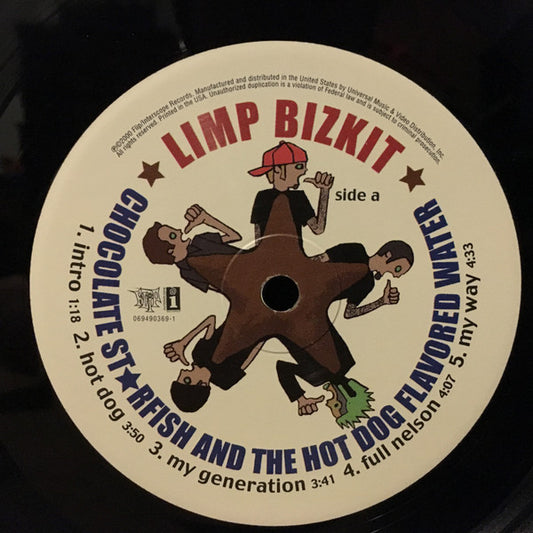 ℗©2000 Flip/Interscope Records. Manufactured and distributed in the United States by Universal Music & Video Distribution, Inc.
All rights reserved. Printed in the USA. Unauthorized duplication is a violation of Federal law and is subject to criminal prosecution.
LIMP BIZKIT
side a
CHOCOLATE ST★RFISH AND THE HOT DOG FLAVORED WATER
i
069490369-1
1. intro 1:18 2. hot dog 3:50 3. my generation 3:41 4. full nelson 4:07 5. my way 4:33